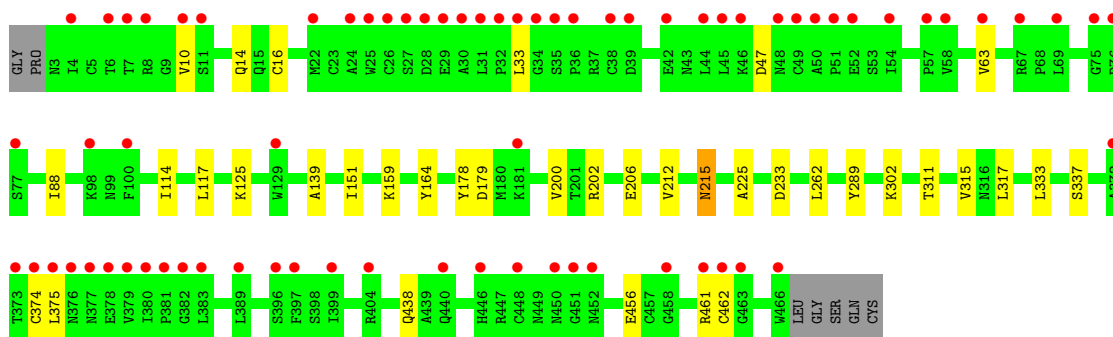 GLY PRO N3 I4 C5 T6 T7 R8 G9 V10 S11 Q14 Q15 C16 M22 C23 A24 W25 C26 S27 D28 E29 A30 L31 P32 L33 G34 S35 P36 R37 C38 D39 E42 N43 L44 L45 K46 D47 N48 C49 A50 P51 E52 S53 I54 P57 V58 V63 R67 P68 L69 G75
S77 I88 K98 N99 F100 I114 L117 K125 W129 A139 I151 K159 Y164 Y178 D179 M180 K181 V200 T201 R202 E206 V212 N215 A225 D233 L262 Y289 K302 T311 V315 N316 L317 L333 S337
T373 C374 L375 N376 N377 E378 V379 I380 P381 G382 L383 L389 S396 F397 S398 I399 R404 Q438 A439 Q440 H446 R447 C448 N449 N450 G451 N452 E456 C457 G458 R461 C462 G463 W466 LEU GLY SER GLN CYS